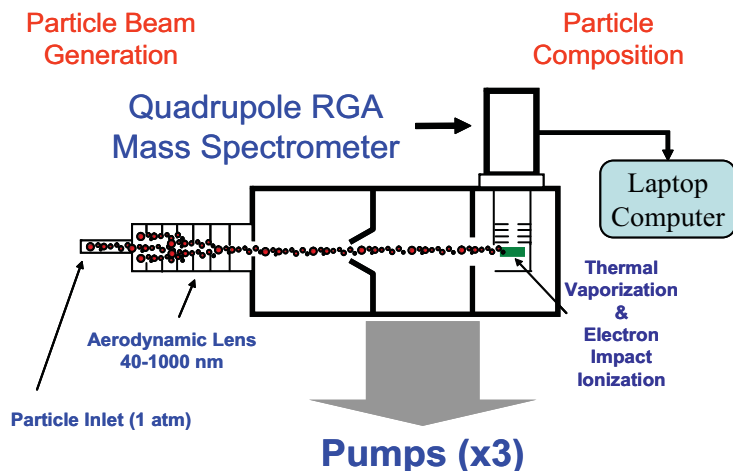 Particle Beam
Generation
Particle
Composition
Quadrupole RGA
Mass Spectrometer
Laptop
Computer
Thermal
Vaporization
&
Electron
Impact
Ionization
Aerodynamic Lens
40-1000 nm
Particle Inlet (1 atm)
Pumps (x3)